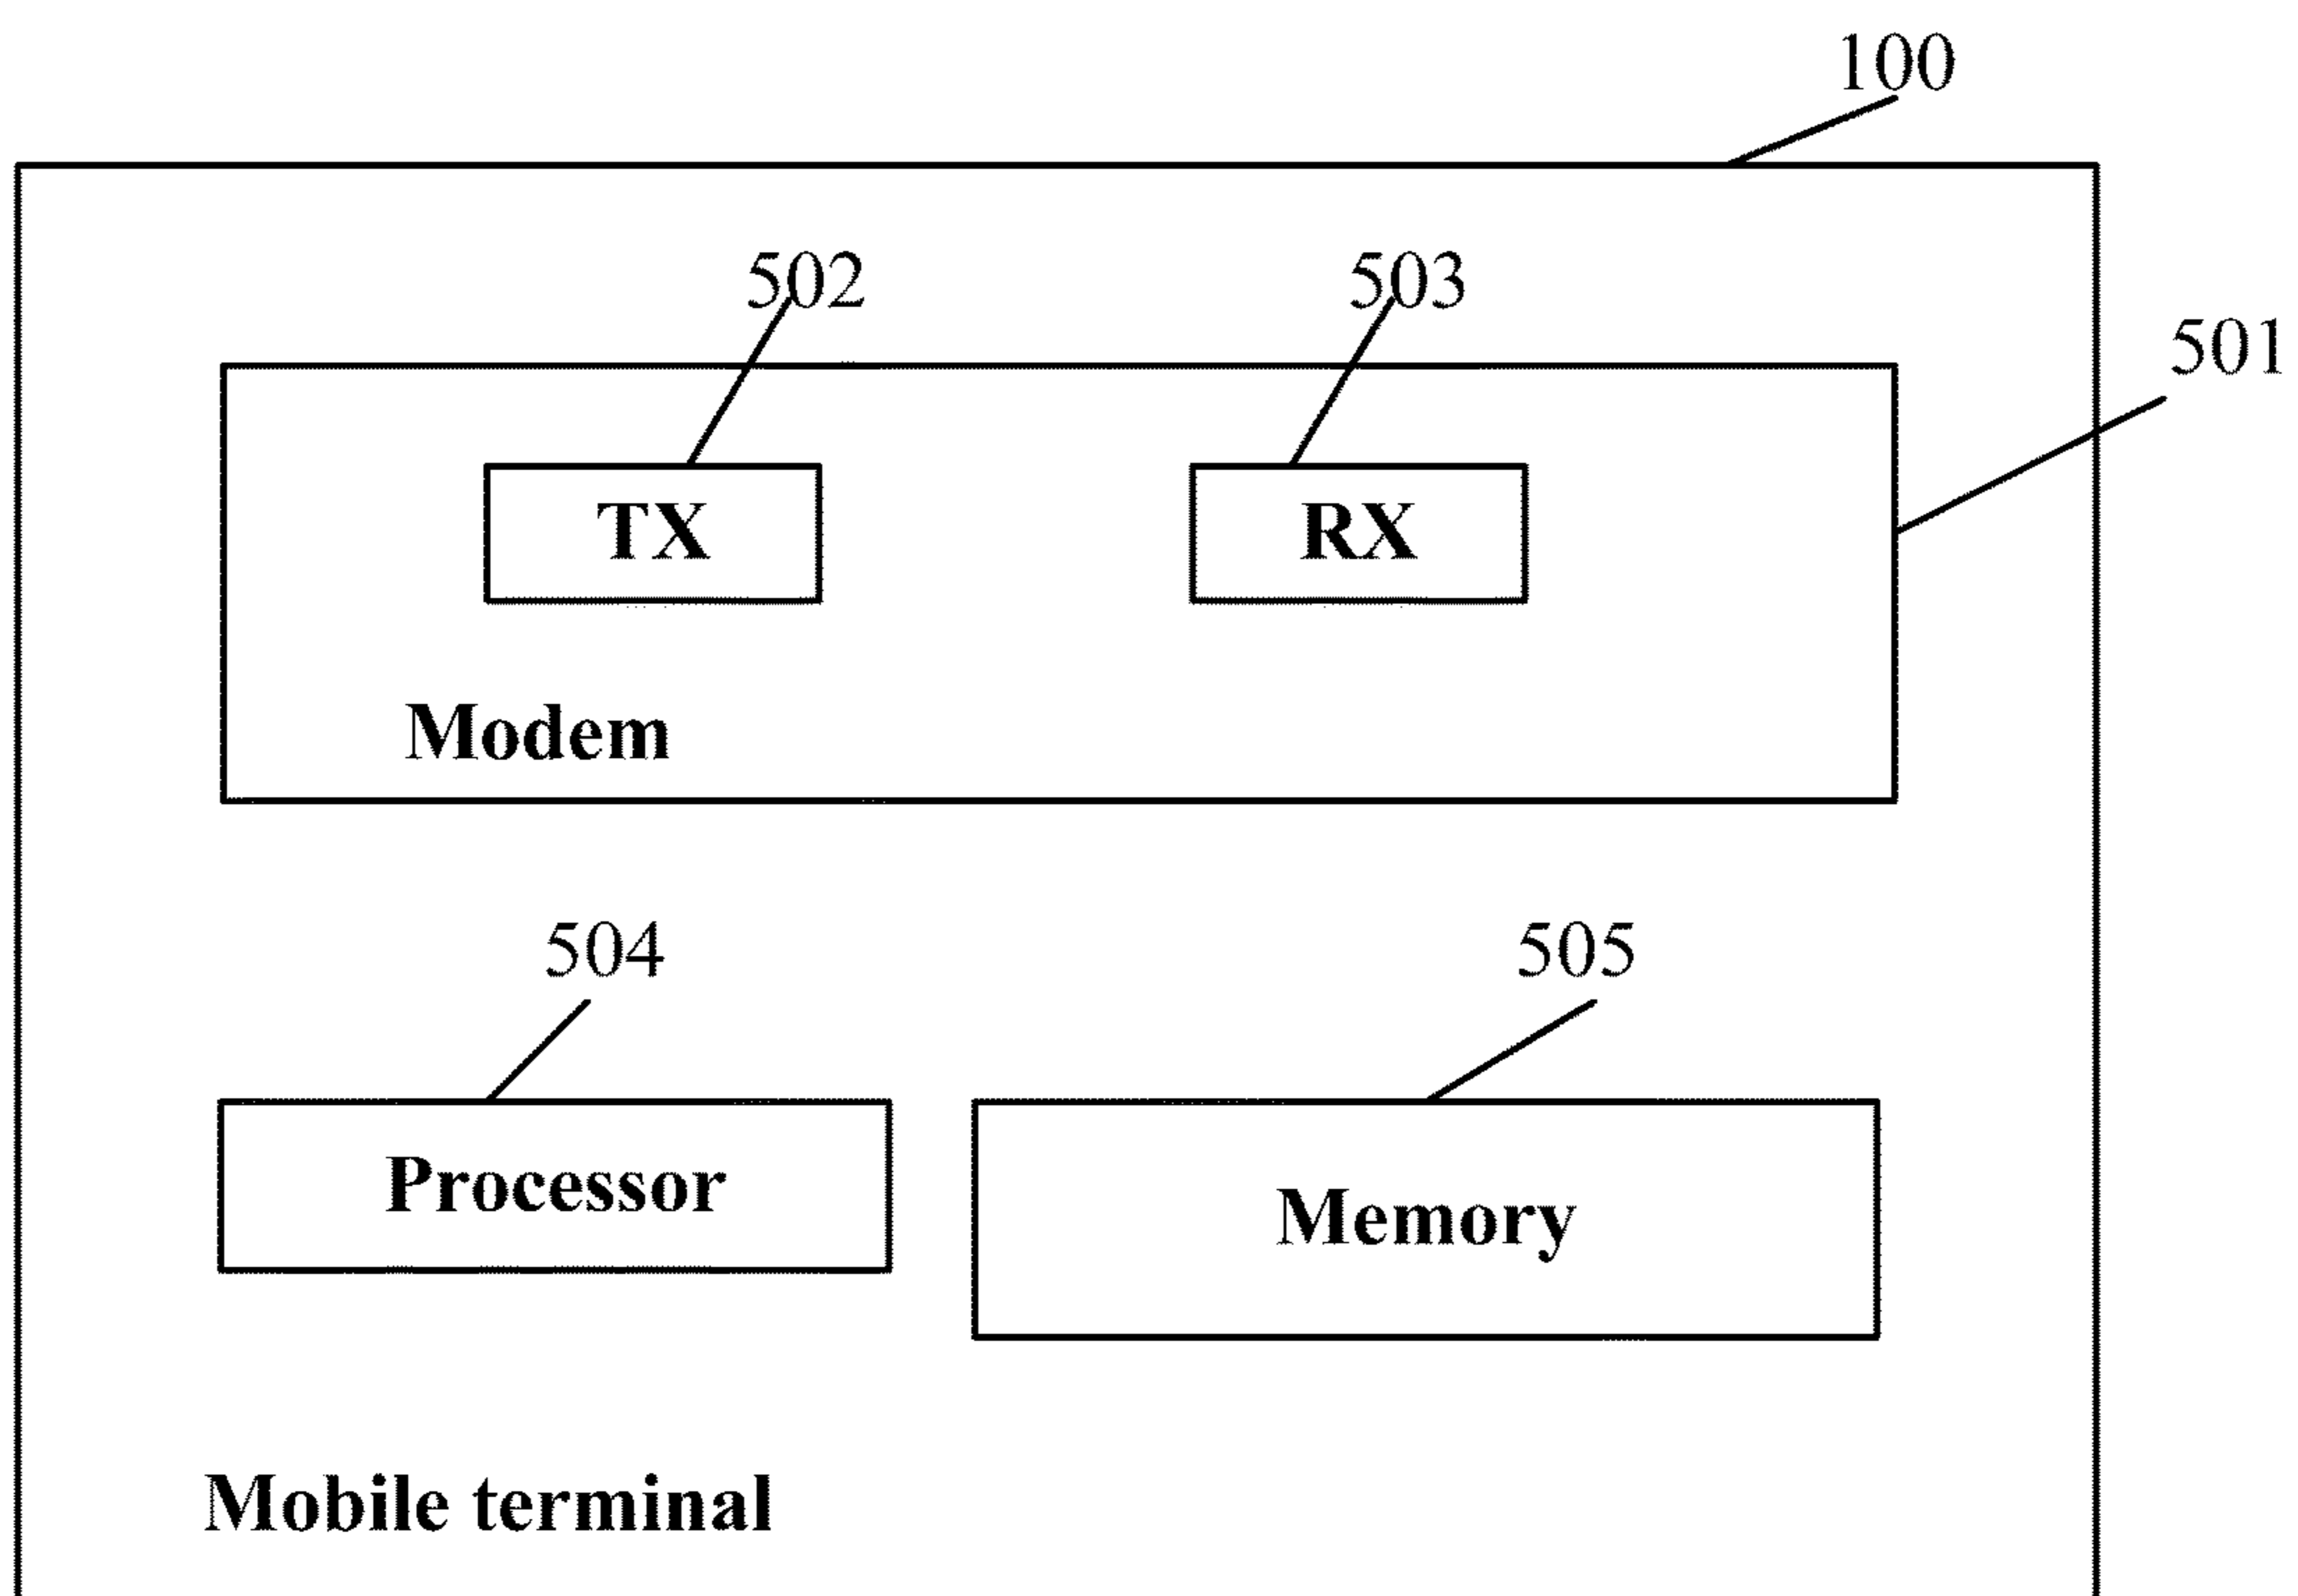 100
502
503
501
TX
RX
Modem
504
505
Processor
Memory
Mobile terminal